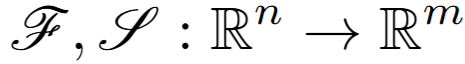 ℱ, 𝒮 : ℝⁿ → ℝᵐ